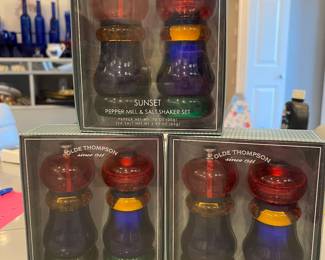 SUNSET
PEPPER MILL & SALT SHAKER SET
OLDE THOMPSON
since 1944
OLDE THOMPSON
since 1944